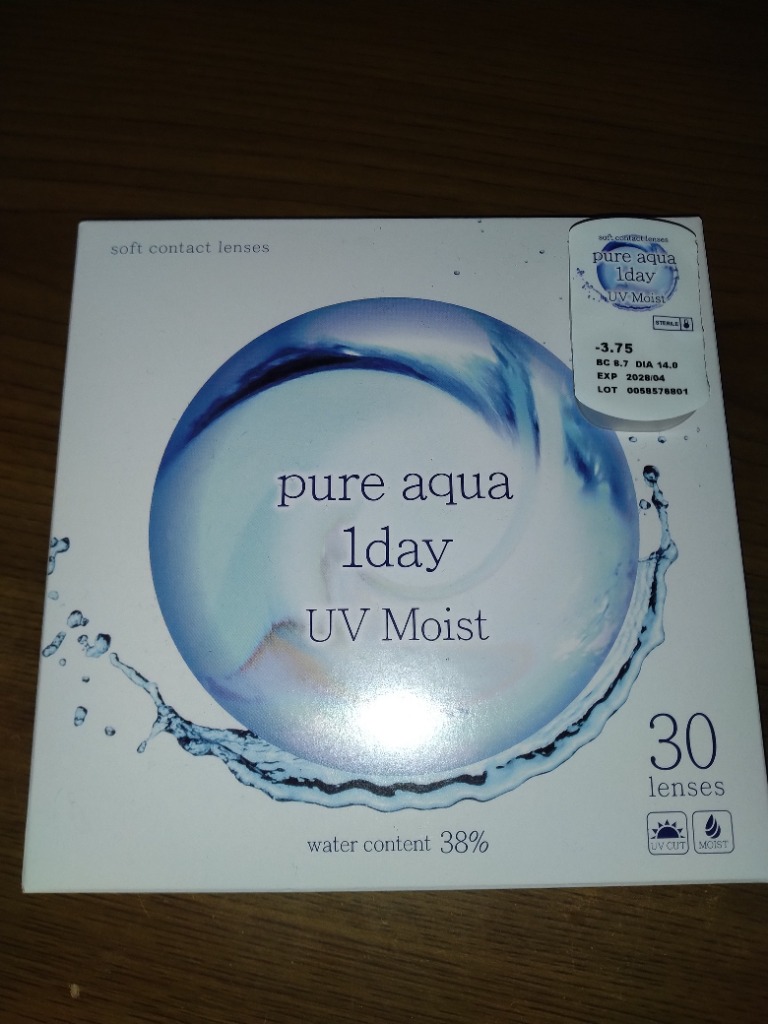 soft contact lenses
soft contact lenses
pure aqua
1day
UV Moist
STERILE
-3.75
BC 8.7 DIA 14.0
EXP 2028/04
LOT 0058576801
pure aqua
1day
UV Moist
30
lenses
UV CUT MOIST
water content 38%